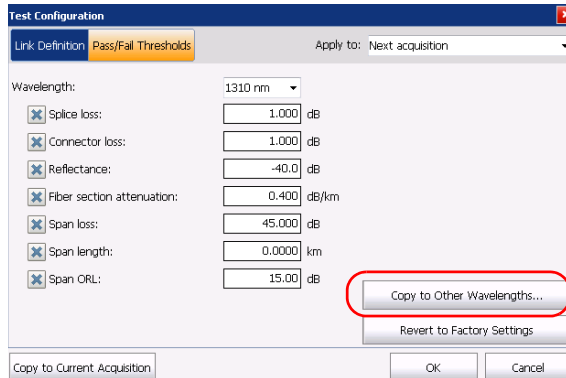 Test Configuration
Link Definition Pass/Fail Thresholds Apply to: Next acquisition
Wavelength: 1310 nm
Splice loss: 1.000 dB
Connector loss: 1.000 dB
Reflectance: -40.0 dB
Fiber section attenuation: 0.400 dB/km
Span loss: 45.000 dB
Span length: 0.0000 km
Span ORL: 15.00 dB
Copy to Other Wavelengths...
Revert to Factory Settings
Copy to Current Acquisition OK Cancel